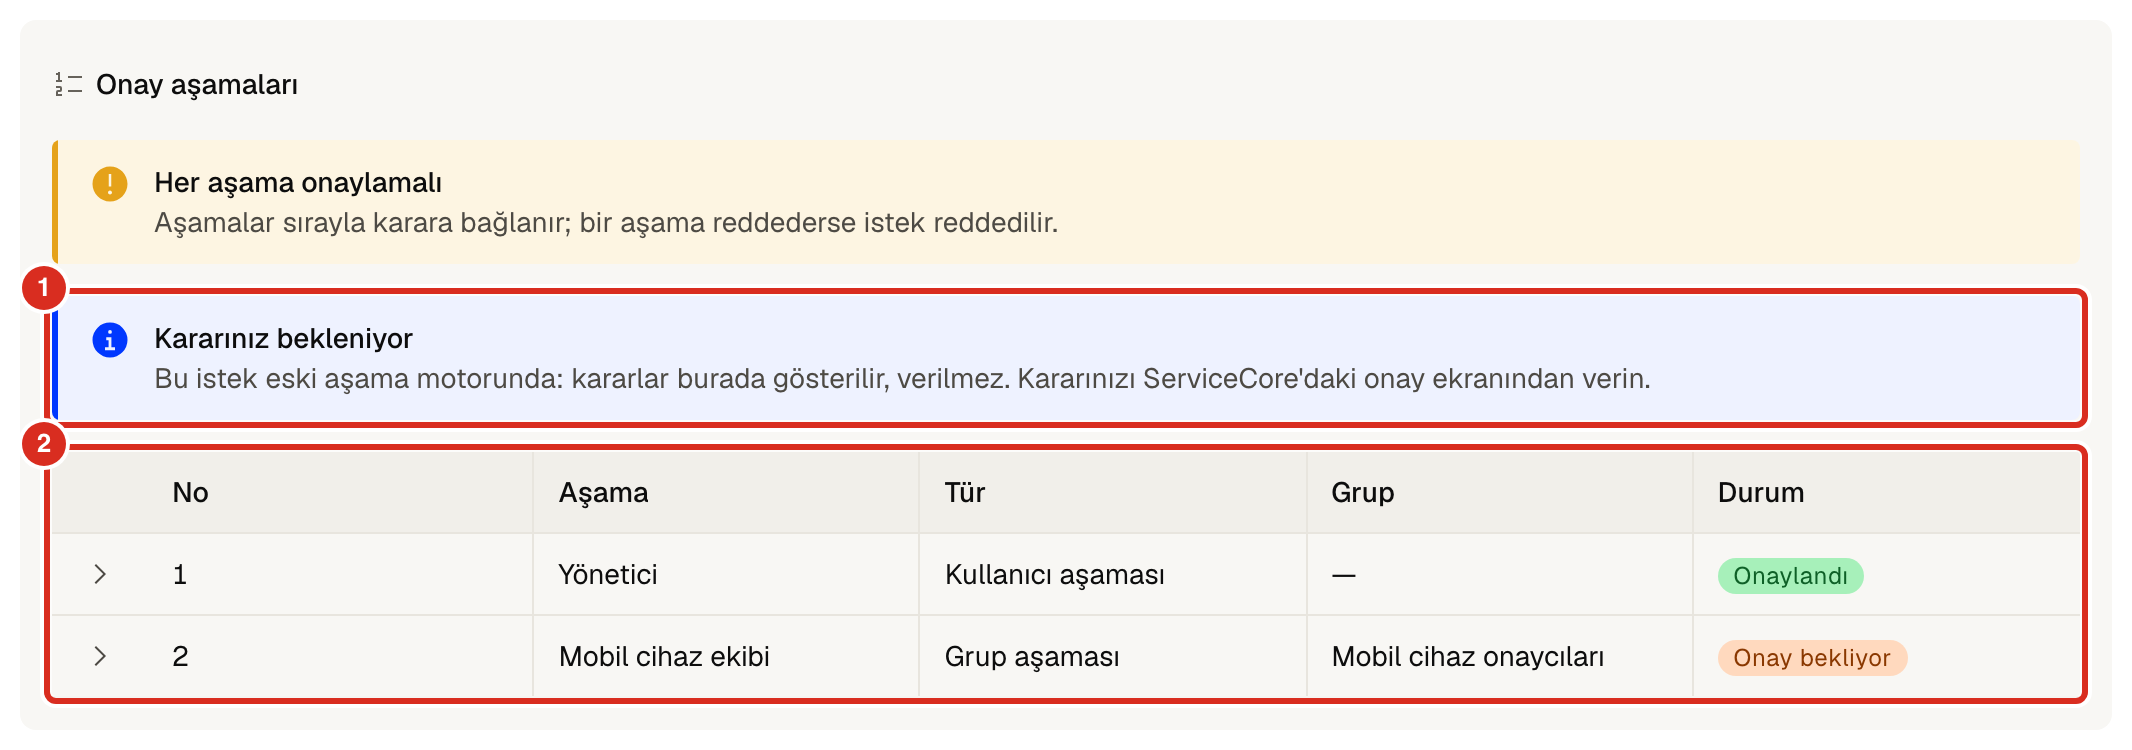 Onay aşamaları
Her aşama onaylamalı
Aşamalar sırayla karara bağlanır; bir aşama reddederse istek reddedilir.
1
Kararınız bekleniyor
Bu istek eski aşama motorunda: kararlar burada gösterilir, verilmez. Kararınızı ServiceCore'daki onay ekranından verin.
2
No Aşama Tür Grup Durum
1 Yönetici Kullanıcı aşaması — Onaylandı
2 Mobil cihaz ekibi Grup aşaması Mobil cihaz onaycıları Onay bekliyor